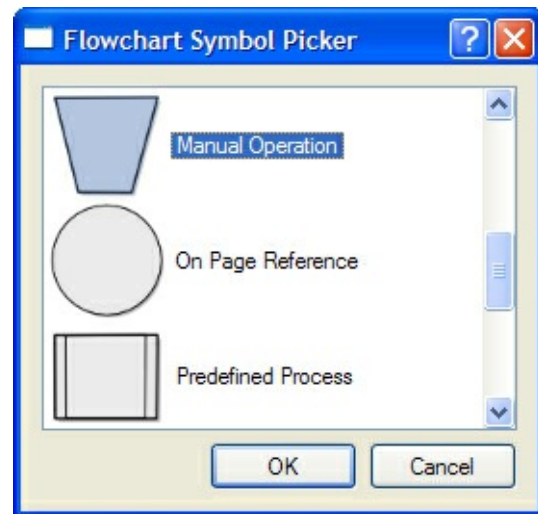 Flowchart Symbol Picker
Manual Operation
On Page Reference
Predefined Process
OK
Cancel